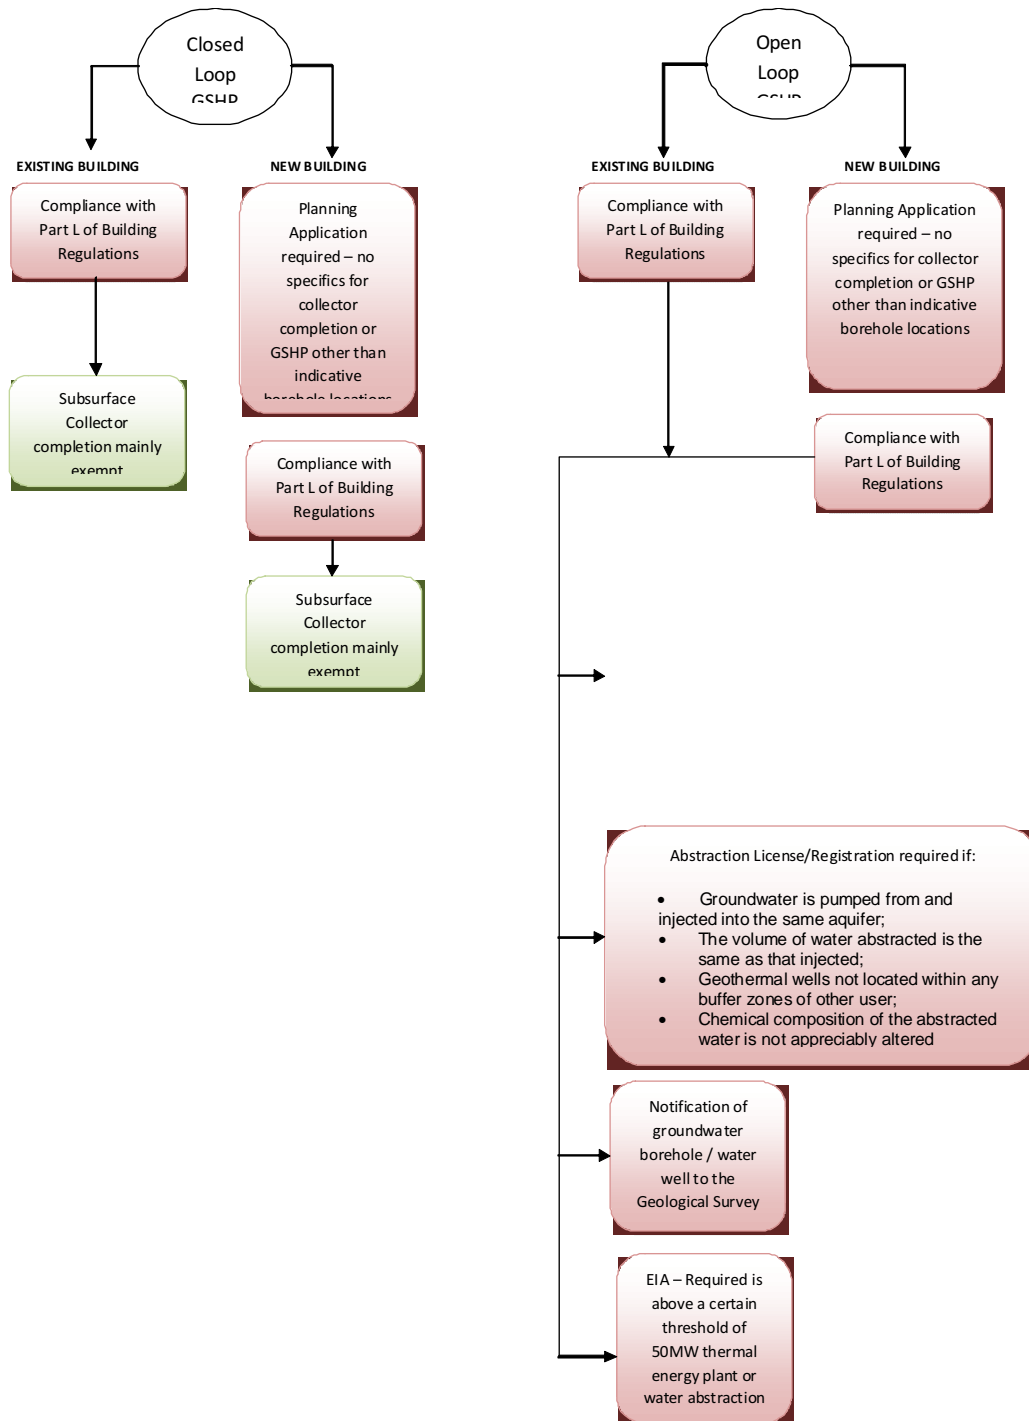 Closed
Loop
GSHP
EXISTING BUILDING
NEW BUILDING
Compliance with
Part L of Building
Regulations
Subsurface
Collector
completion mainly
exempt
Planning
Application
required – no
specifics for
collector
completion or
GSHP other than
indicative
borehole locations
Compliance with
Part L of Building
Regulations
Subsurface
Collector
completion mainly
exempt
Open
Loop
GSHP
EXISTING BUILDING
NEW BUILDING
Compliance with
Part L of Building
Regulations
Planning Application
required – no
specifics for collector
completion or GSHP
other than indicative
borehole locations
Compliance with
Part L of Building
Regulations
Abstraction License/Registration required if:
• Groundwater is pumped from and
injected into the same aquifer;
• The volume of water abstracted is the
same as that injected;
• Geothermal wells not located within any
buffer zones of other user;
• Chemical composition of the abstracted
water is not appreciably altered
Notification of
groundwater
borehole / water
well to the
Geological Survey
EIA – Required is
above a certain
threshold of
50MW thermal
energy plant or
water abstraction